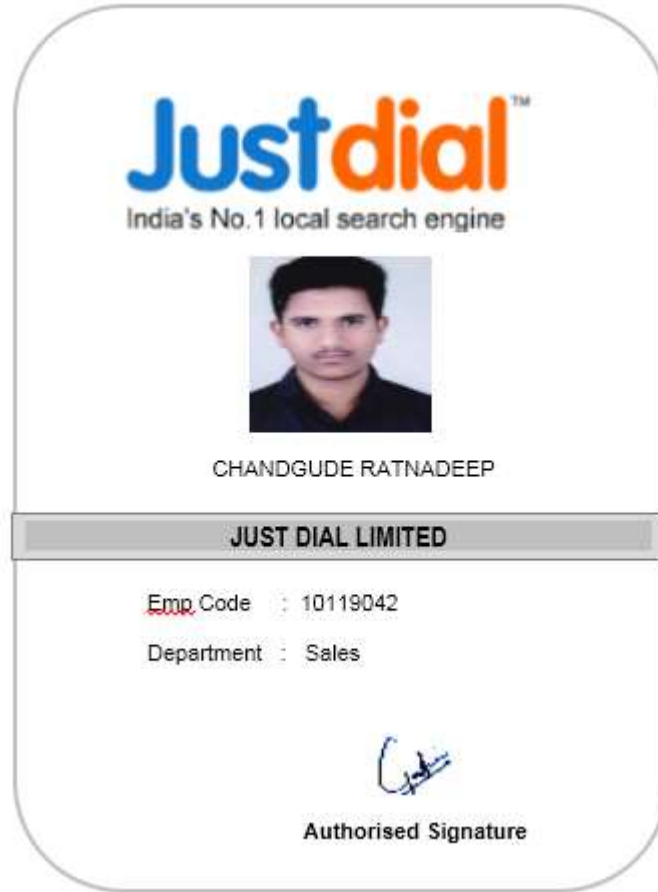 Justdial™
India's No.1 local search engine
CHANDGUDE RATNADEEP
JUST DIAL LIMITED
Emp Code : 10119042
Department : Sales
Authorised Signature